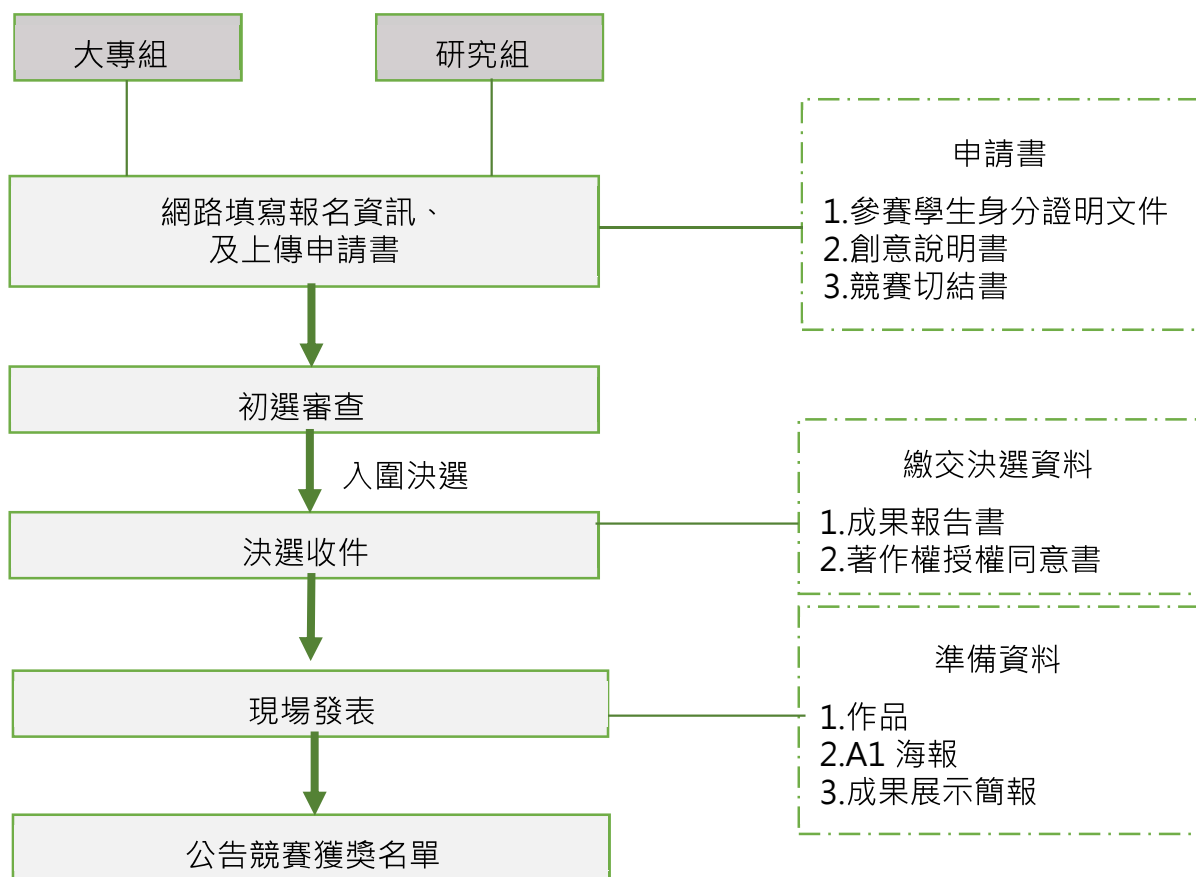 大專組
研究組
網路填寫報名資訊、
及上傳申請書
申請書
1.參賽學生身分證明文件
2.創意說明書
3.競賽切結書
初選審查
入圍決選
決選收件
繳交決選資料
1.成果報告書
2.著作權授權同意書
現場發表
準備資料
1.作品
2.A1 海報
3.成果展示簡報
公告競賽獲獎名單